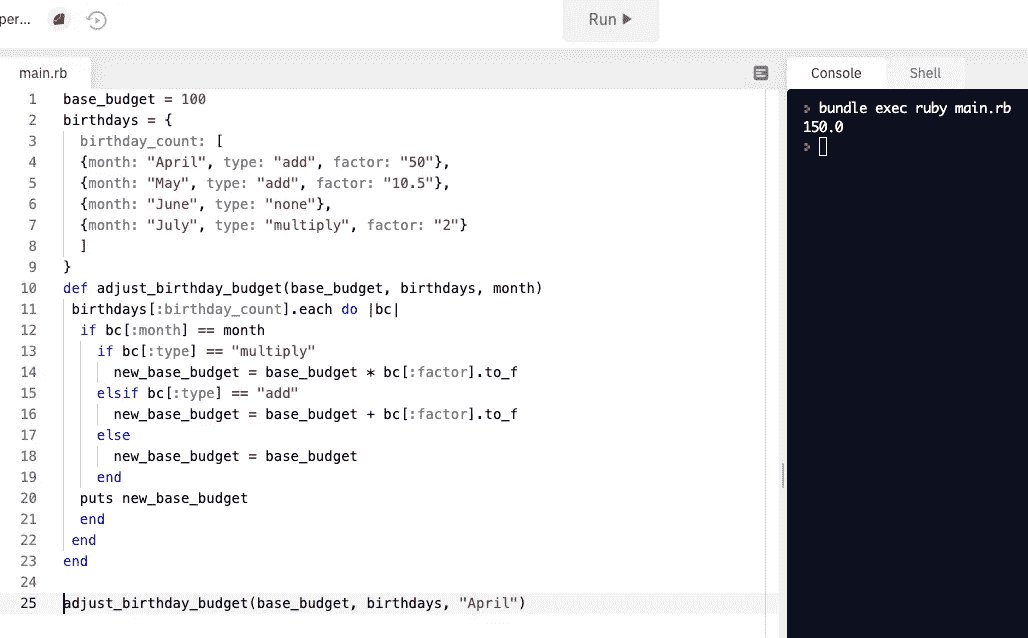 per...
Run
main.rb
Console
Shell
1 base_budget = 100
2 birthdays = {
3 birthday_count: [
4 {month: "April", type: "add", factor: "50"},
5 {month: "May", type: "add", factor: "10.5"},
6 {month: "June", type: "none"},
7 {month: "July", type: "multiply", factor: "2"}
8 ]
9 }
10 def adjust_birthday_budget(base_budget, birthdays, month)
11 birthdays[:birthday_count].each do |bc|
12 if bc[:month] == month
13 if bc[:type] == "multiply"
14 new_base_budget = base_budget * bc[:factor].to_f
15 elsif bc[:type] == "add"
16 new_base_budget = base_budget + bc[:factor].to_f
17 else
18 new_base_budget = base_budget
19 end
20 puts new_base_budget
21 end
22 end
23 end
24
25 adjust_birthday_budget(base_budget, birthdays, "April")
bundle exec ruby main.rb
150.0